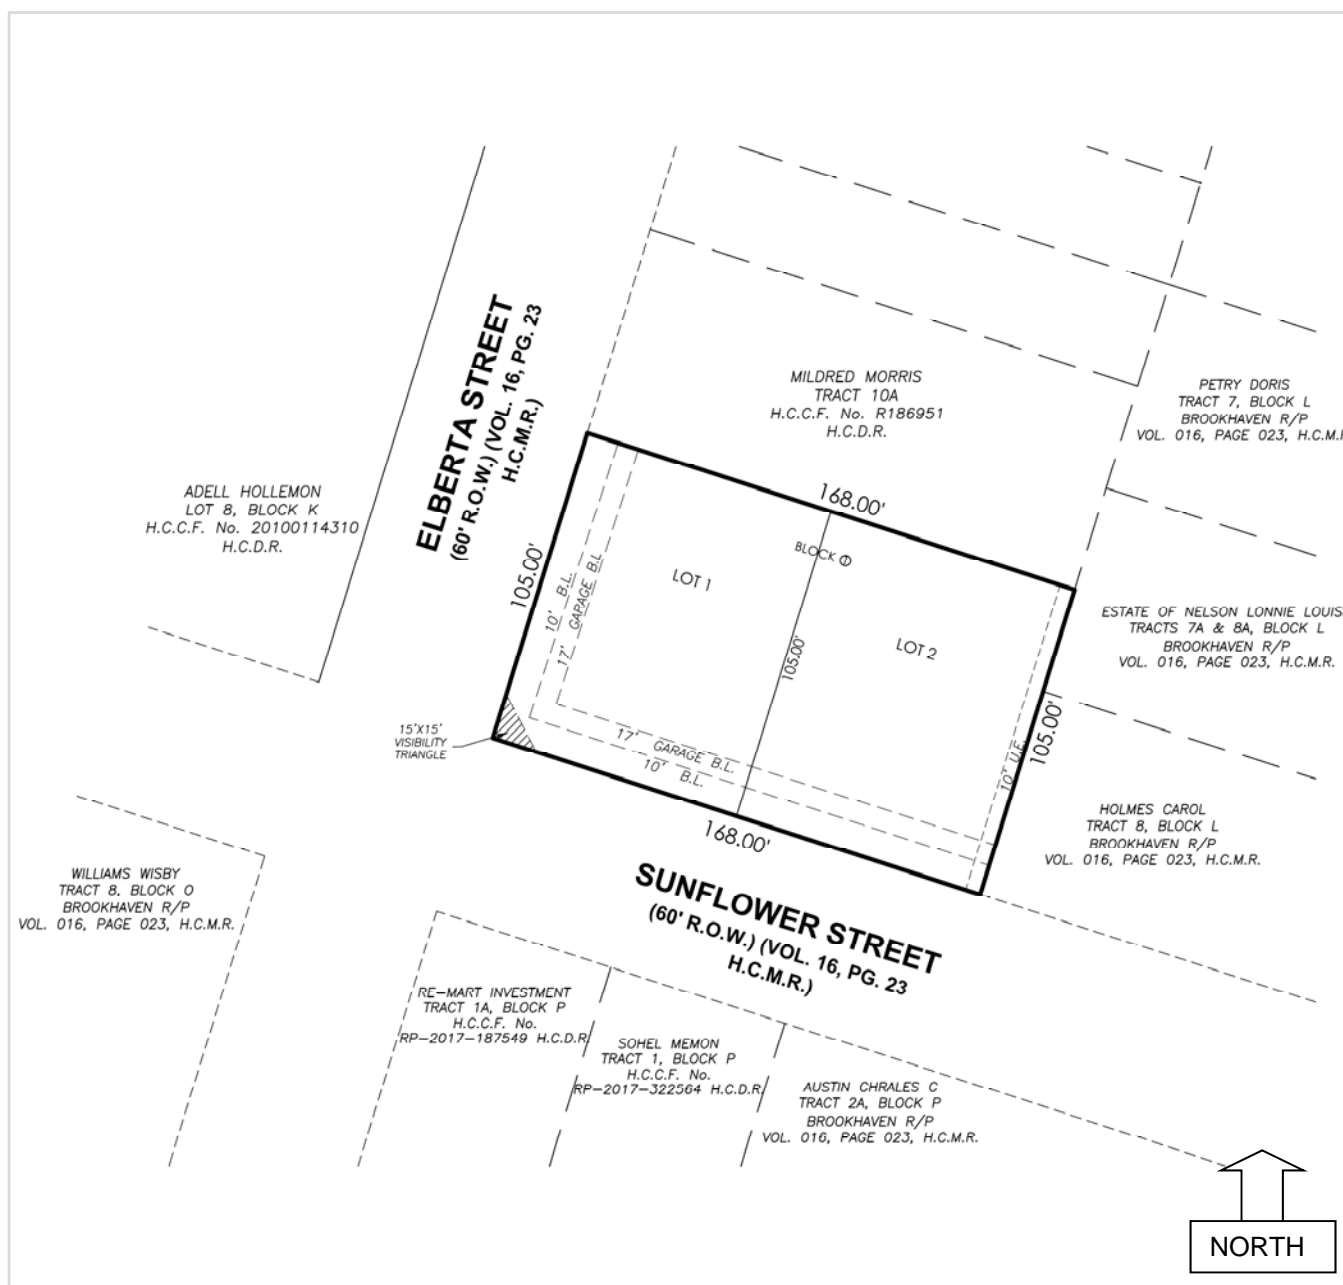 MILDRED MORRIS
TRACT 10A
H.C.C.F. No. R186951
H.C.D.R.
PETRY DORIS
TRACT 7, BLOCK L
BROOKHAVEN R/P
VOL. 016, PAGE 023, H.C.M.R
ELBERTA STREET
(60' R.O.W.) (VOL. 16, PG. 23
H.C.M.R.)
ADELL HOLLEMON
LOT 8, BLOCK K
H.C.C.F. No. 20100114310
H.C.D.R.
168.00'
BLOCK 1
LOT 1
LOT 2
105.00'
10' B.L.
17' GARAGE B.L
105.00'
ESTATE OF NELSON LONNIE LOUIS
TRACTS 7A & 8A, BLOCK L
BROOKHAVEN R/P
VOL. 016, PAGE 023, H.C.M.R.
15'X15'
VISIBILITY
TRIANGLE
17' GARAGE B.L.
10' B.L.
10' U.E.
105.00'
168.00'
HOLMES CAROL
TRACT 8, BLOCK L
BROOKHAVEN R/P
VOL. 016, PAGE 023, H.C.M.R.
SUNFLOWER STREET
(60' R.O.W.) (VOL. 16, PG. 23
H.C.M.R.)
WILLIAMS WISBY
TRACT 8. BLOCK O
BROOKHAVEN R/P
VOL. 016, PAGE 023, H.C.M.R.
RE-MART INVESTMENT
TRACT 1A, BLOCK P
H.C.C.F. No.
RP-2017-187549 H.C.D.R.
SOHEL MEMON
TRACT 1, BLOCK P
H.C.C.F. No.
RP-2017-322564 H.C.D.R.
AUSTIN CHRALES C
TRACT 2A, BLOCK P
BROOKHAVEN R/P
VOL. 016, PAGE 023, H.C.M.R.
NORTH